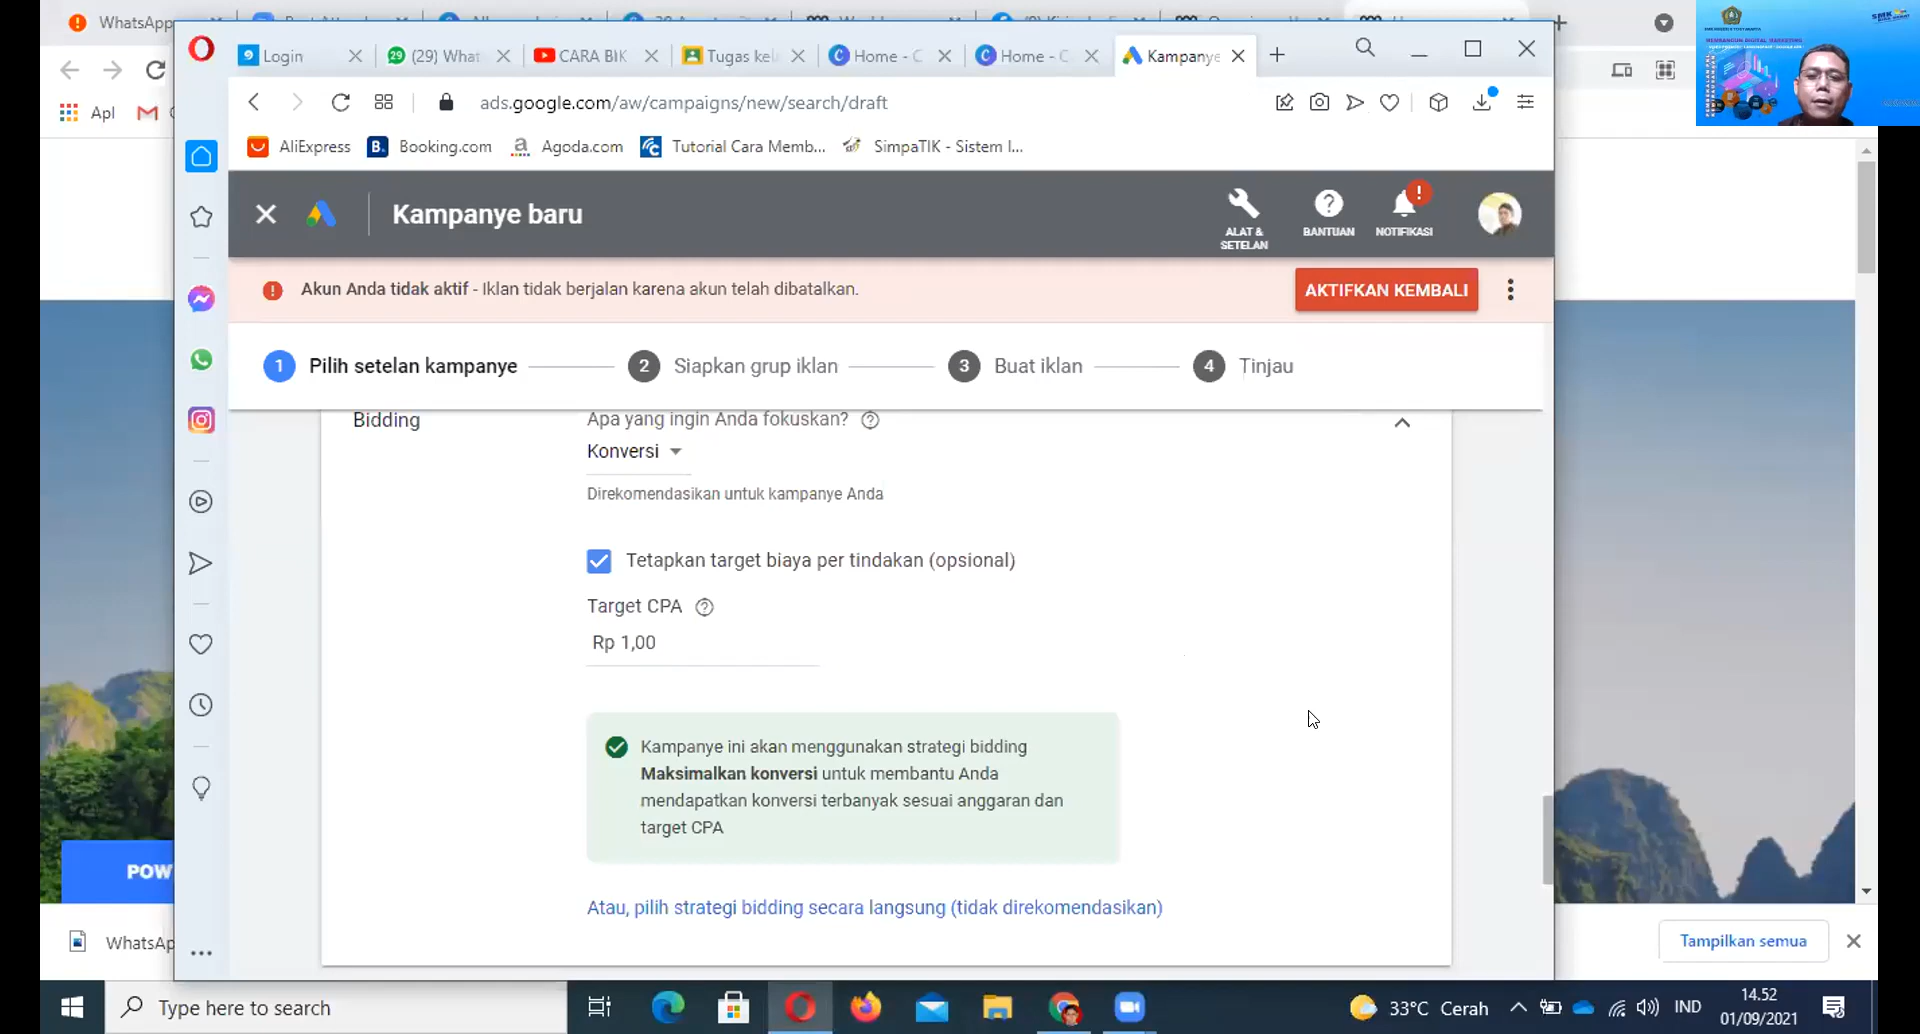 WhatsApp
Login
(29) What
CARA BIK
Tugas kel
Home - C
Home - C
Kampanye
ads.google.com/aw/campaigns/new/search/draft
Apl
AliExpress
Booking.com
Agoda.com
Tutorial Cara Memb...
SimpaTIK - Sistem I...
Kampanye baru
ALAT &
SETELAN
BANTUAN
NOTIFIKASI
Akun Anda tidak aktif - Iklan tidak berjalan karena akun telah dibatalkan.
AKTIFKAN KEMBALI
1 Pilih setelan kampanye
2 Siapkan grup iklan
3 Buat iklan
4 Tinjau
Bidding
Apa yang ingin Anda fokuskan?
Konversi
Direkomendasikan untuk kampanye Anda
Tetapkan target biaya per tindakan (opsional)
Target CPA
Rp 1,00
Kampanye ini akan menggunakan strategi bidding
Maksimalkan konversi untuk membantu Anda
mendapatkan konversi terbanyak sesuai anggaran dan
target CPA
Atau, pilih strategi bidding secara langsung (tidak direkomendasikan)
POW
WhatsAp
Tampilkan semua
Type here to search
33°C Cerah
IND
14.52
01/09/2021